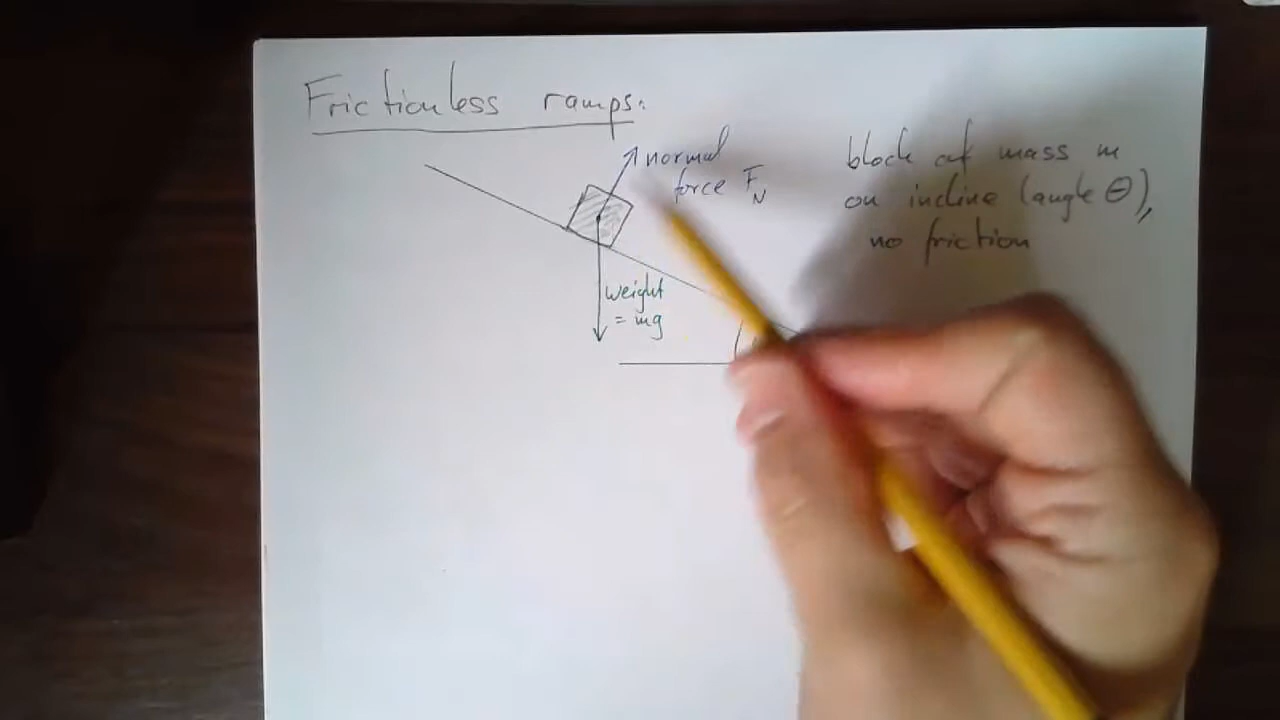 Frictionless ramps:
normal
force F_N
block of mass m
on incline (angle Θ),
no friction
weight
= mg